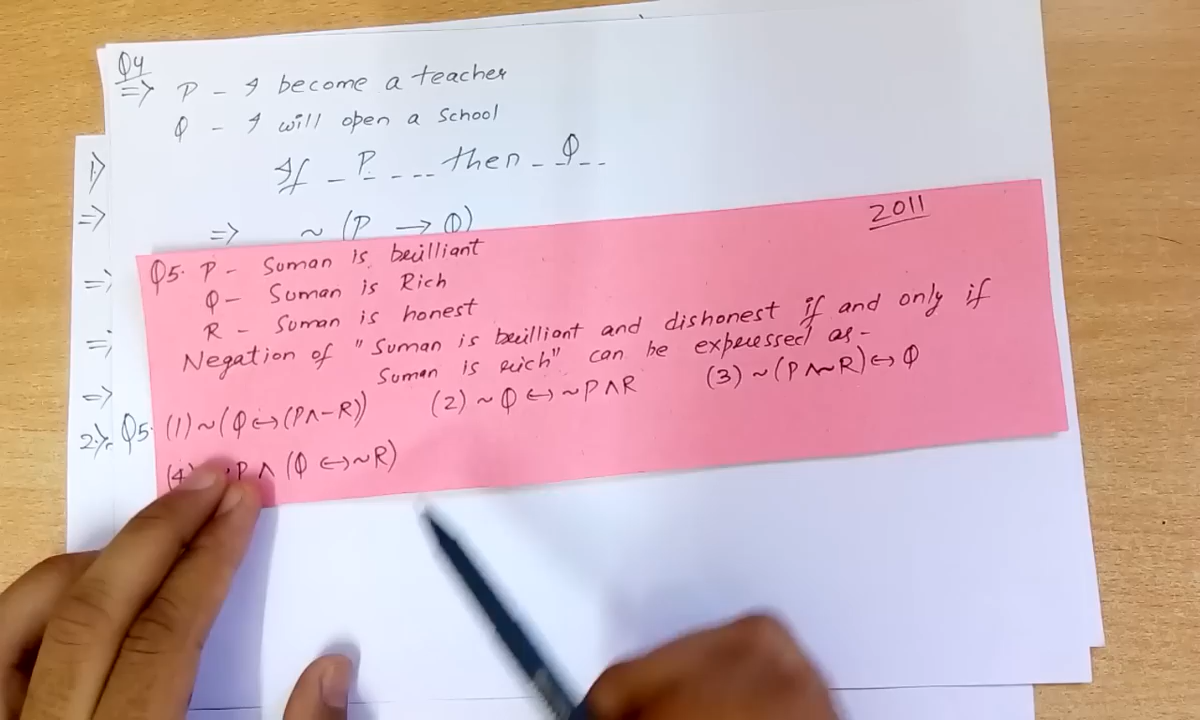 Q4
=> P - I become a teacher
Q - I will open a School
If _ P _ _ _ then _ Q _ _
=> ~ (P → Q)
1)
=>
=>
=>
=>
2)
2011
Q5. P - Suman is brilliant
Q - Suman is Rich
R - Suman is honest
Negation of "Suman is brilliant and dishonest if and only if
Suman is rich" can be expressed as-
Q5. (1) ~(Q ↔ (P ∧ ~R)) (2) ~Q ↔ ~P ∧ R (3) ~(P ∧ ~R) ↔ Q
(4) ~P ∧ (Q ↔ ~R)